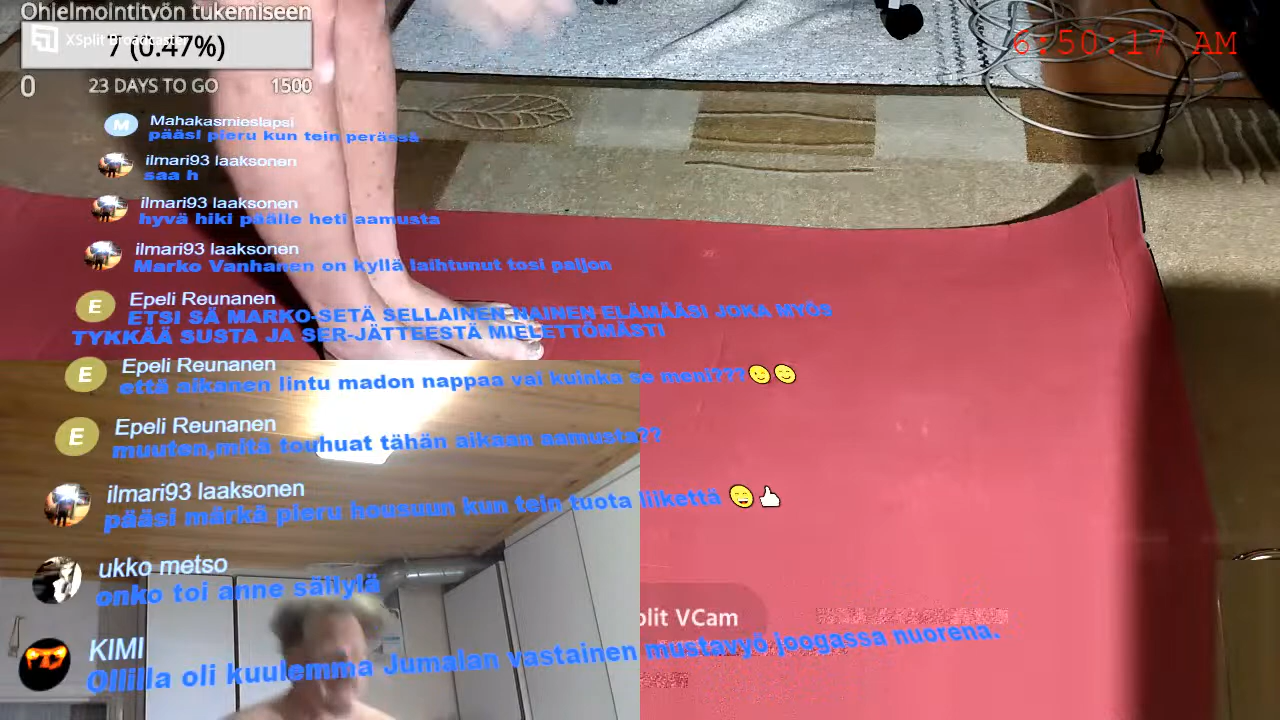 Ohjelmointityön tukemiseen
XSplit Broadcaster
7 (0.47%)
0 23 DAYS TO GO 1500
6:50:17 AM
M Mahakasmieslapsi
pääsi pieru kun tein perässä
ilmari93 laaksonen
saa h
ilmari93 laaksonen
hyvä hiki päälle heti aamusta
ilmari93 laaksonen
Marko Vanhanen on kyllä laihtunut tosi paljon
E Epeli Reunanen
ETSI SÄ MARKO-SETÄ SELLAINEN NAINEN ELÄMÄÄSI JOKA MYÖS
TYKKÄÄ SUSTA JA SER-JÄTTEESTÄ MIELETTÖMÄSTI
E Epeli Reunanen
että aikanen lintu madon nappaa vai kuinka se meni???😉😊
E Epeli Reunanen
muuten,mitä touhuat tähän aikaan aamusta??
ilmari93 laaksonen
pääsi märkä pieru housuun kun tein tuota liikettä 😄👍
ukko metso
onko toi anne sällylä
plit VCam
KIMI
Ollilla oli kuulemma Jumalan vastainen mustavyö joogassa nuorena.